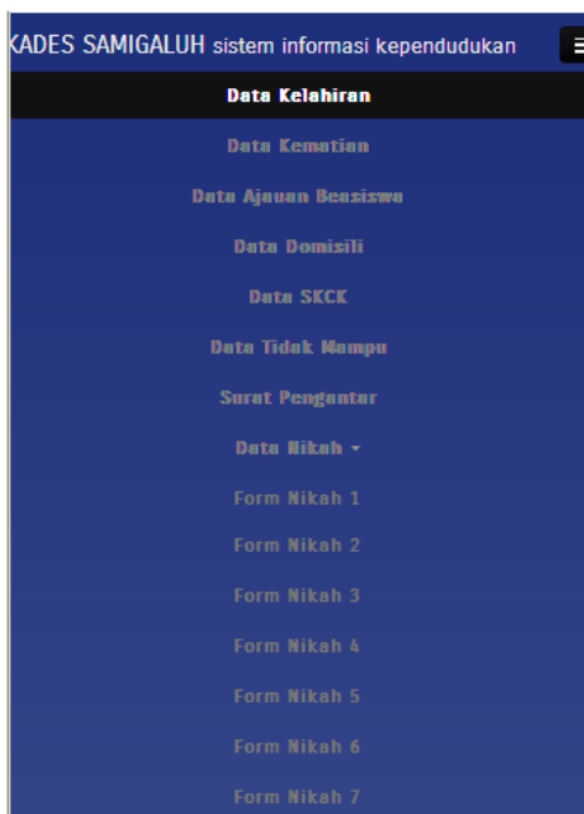 KADES SAMIGALUH sistem informasi kependudukan
Data Kelahiran
Data Kematian
Data Ajauan Beasiswa
Data Domisili
Data SKCK
Data Tidak Mampu
Surat Pengantar
Data Nikah
Form Nikah 1
Form Nikah 2
Form Nikah 3
Form Nikah 4
Form Nikah 5
Form Nikah 6
Form Nikah 7